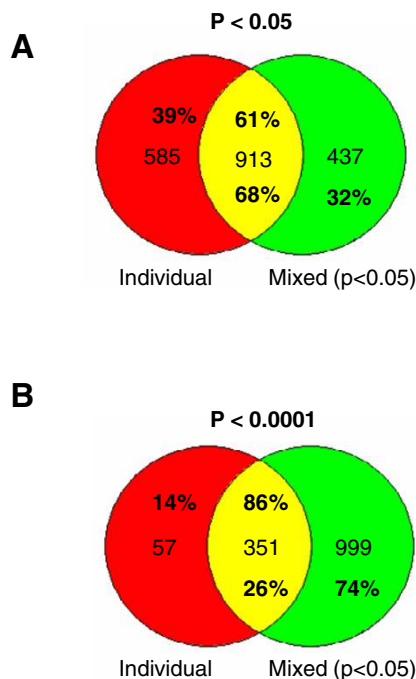 P < 0.05
A
39% 61%
585 913 437
68% 32%
Individual Mixed (p<0.05)
B
P < 0.0001
14% 86%
57 351 999
26% 74%
Individual Mixed (p<0.05)